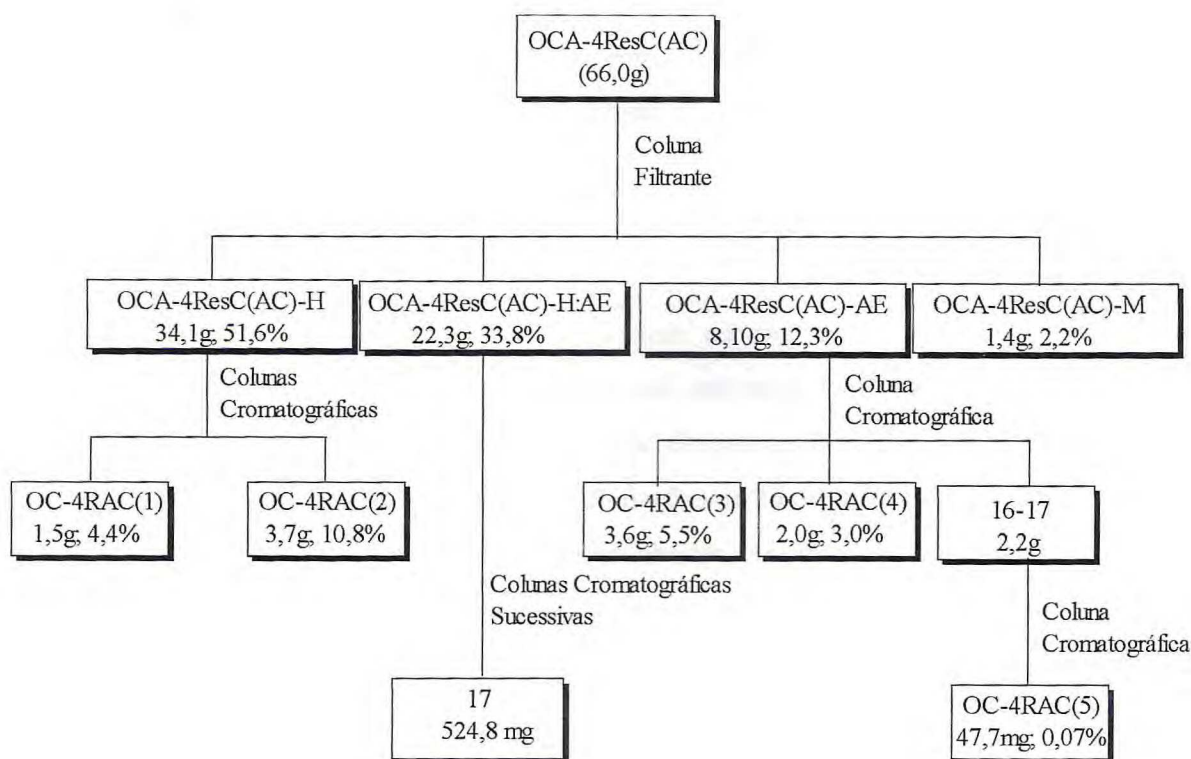 OCA-4ResC(AC)
(66,0g)
Coluna
Filtrante
OCA-4ResC(AC)-H
34,1g; 51,6%
OCA-4ResC(AC)-H:AE
22,3g; 33,8%
OCA-4ResC(AC)-AE
8,10g; 12,3%
OCA-4ResC(AC)-M
1,4g; 2,2%
Colunas
Cromatográficas
Coluna
Cromatográfica
OC-4RAC(1)
1,5g; 4,4%
OC-4RAC(2)
3,7g; 10,8%
OC-4RAC(3)
3,6g; 5,5%
OC-4RAC(4)
2,0g; 3,0%
16-17
2,2g
Colunas Cromatográficas
Sucessivas
Coluna
Cromatográfica
17
524,8 mg
OC-4RAC(5)
47,7mg; 0,07%